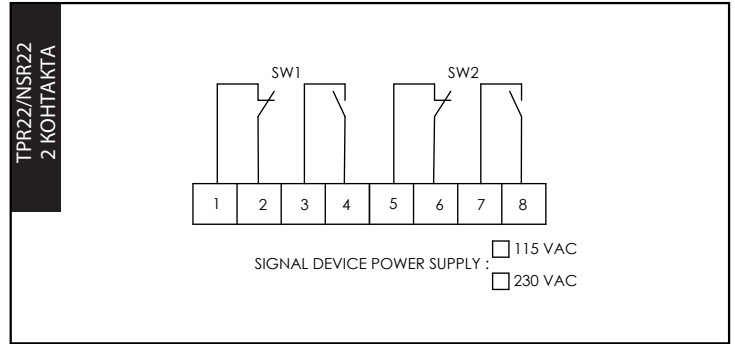 TPR22/NSR22
2 КОНТАКТА
SW1 SW2
1 2 3 4 5 6 7 8
SIGNAL DEVICE POWER SUPPLY :
115 VAC
230 VAC